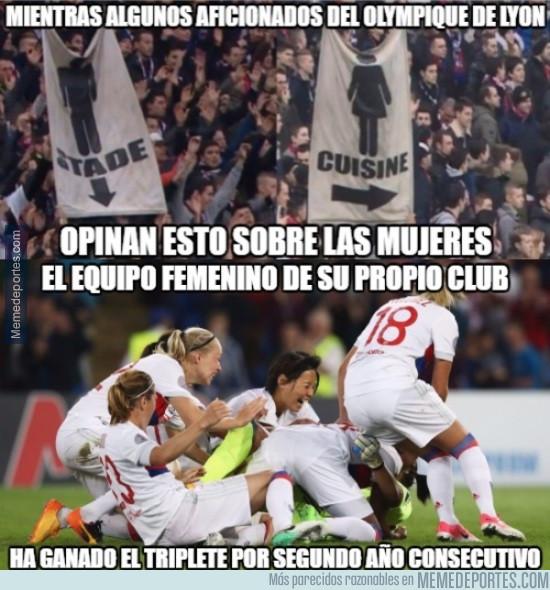 MIENTRAS ALGUNOS AFICIONADOS DEL OLYMPIQUE DE LYON
STADE
CUISINE
OPINAN ESTO SOBRE LAS MUJERES
Memedeportes.com
EL EQUIPO FEMENINO DE SU PROPIO CLUB
18
23
HA GANADO EL TRIPLETE POR SEGUNDO AÑO CONSECUTIVO
Más parecidos razonables en MEMEDEPORTES.COM